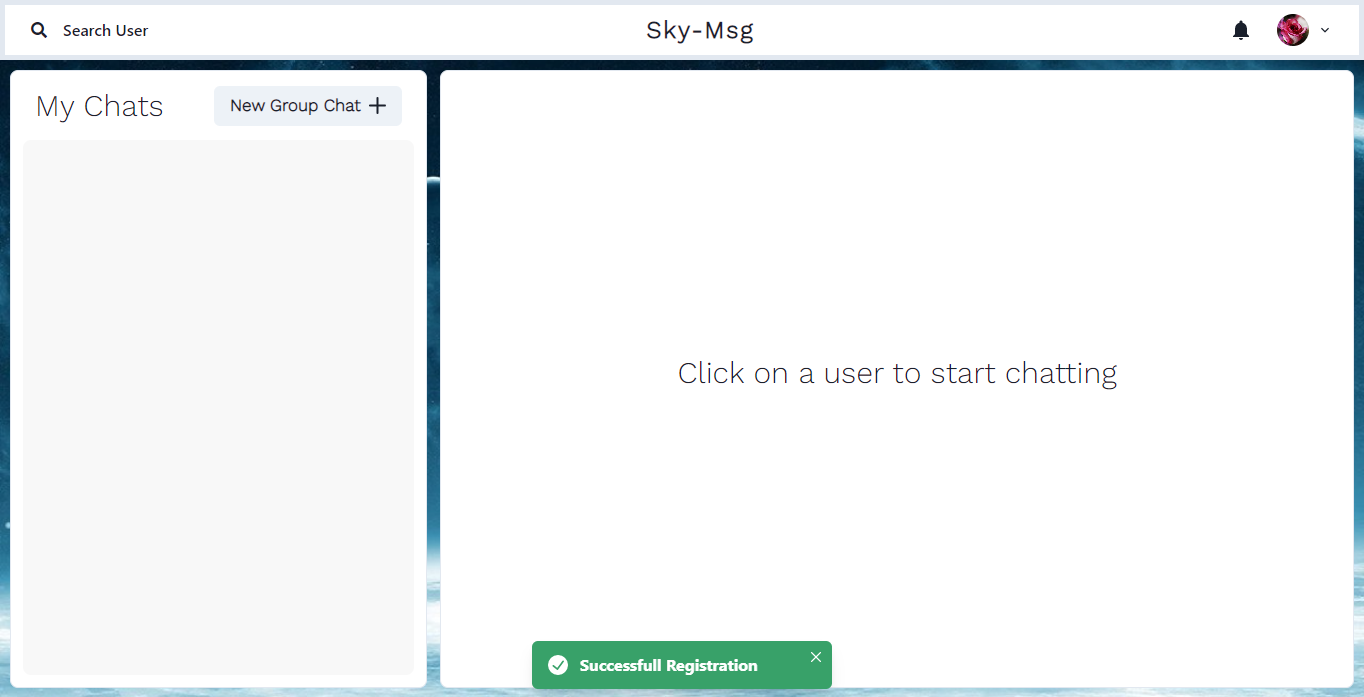 Search User
Sky-Msg
My Chats
New Group Chat
Click on a user to start chatting
Successfull Registration